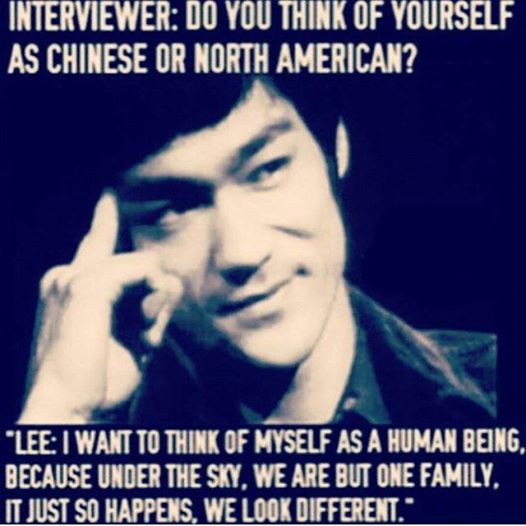 INTERVIEWER: DO YOU THINK OF YOURSELF
AS CHINESE OR NORTH AMERICAN?
"LEE: I WANT TO THINK OF MYSELF AS A HUMAN BEING,
BECAUSE UNDER THE SKY, WE ARE BUT ONE FAMILY,
IT JUST SO HAPPENS, WE LOOK DIFFERENT."